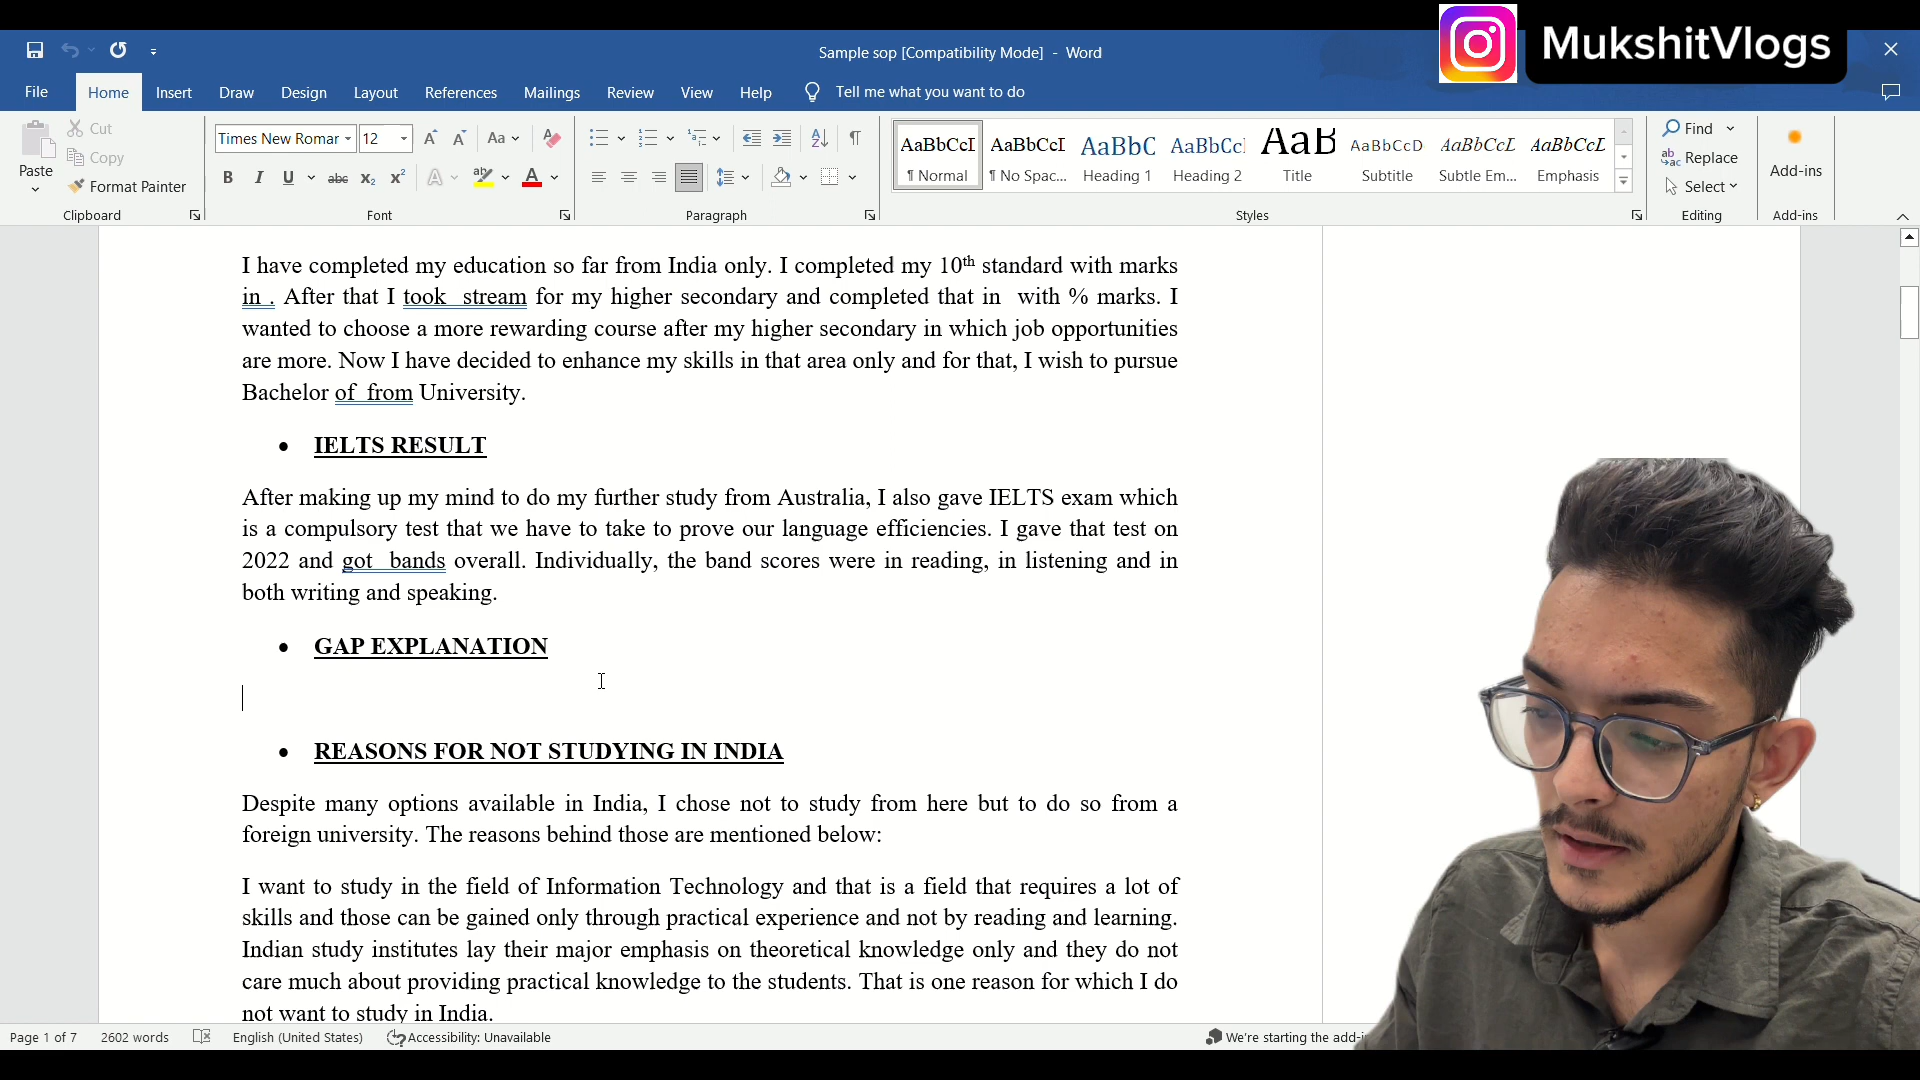 MukshitVlogs
Sample sop [Compatibility Mode] - Word
File Home Insert Draw Design Layout References Mailings Review View Help Tell me what you want to do
Paste
Cut
Copy
Format Painter
Clipboard
Times New Romar 12
Aa
B I U abc x₂ x²
Font
Paragraph
AaBbCcI AaBbCcI AaBbC AaBbCc AaB AaBbCcD AaBbCcL AaBbCcL
¶ Normal ¶ No Spac... Heading 1 Heading 2 Title Subtitle Subtle Em... Emphasis
Styles
Find
Replace
Select
Editing
Add-ins
Add-ins
I have completed my education so far from India only. I completed my 10th standard with marks
in . After that I took stream for my higher secondary and completed that in with % marks. I
wanted to choose a more rewarding course after my higher secondary in which job opportunities
are more. Now I have decided to enhance my skills in that area only and for that, I wish to pursue
Bachelor of from University.
• IELTS RESULT
After making up my mind to do my further study from Australia, I also gave IELTS exam which
is a compulsory test that we have to take to prove our language efficiencies. I gave that test on
2022 and got bands overall. Individually, the band scores were in reading, in listening and in
both writing and speaking.
• GAP EXPLANATION
• REASONS FOR NOT STUDYING IN INDIA
Despite many options available in India, I chose not to study from here but to do so from a
foreign university. The reasons behind those are mentioned below:
I want to study in the field of Information Technology and that is a field that requires a lot of
skills and those can be gained only through practical experience and not by reading and learning.
Indian study institutes lay their major emphasis on theoretical knowledge only and they do not
care much about providing practical knowledge to the students. That is one reason for which I do
not want to study in India.
Page 1 of 7 2602 words English (United States) Accessibility: Unavailable We're starting the add-i